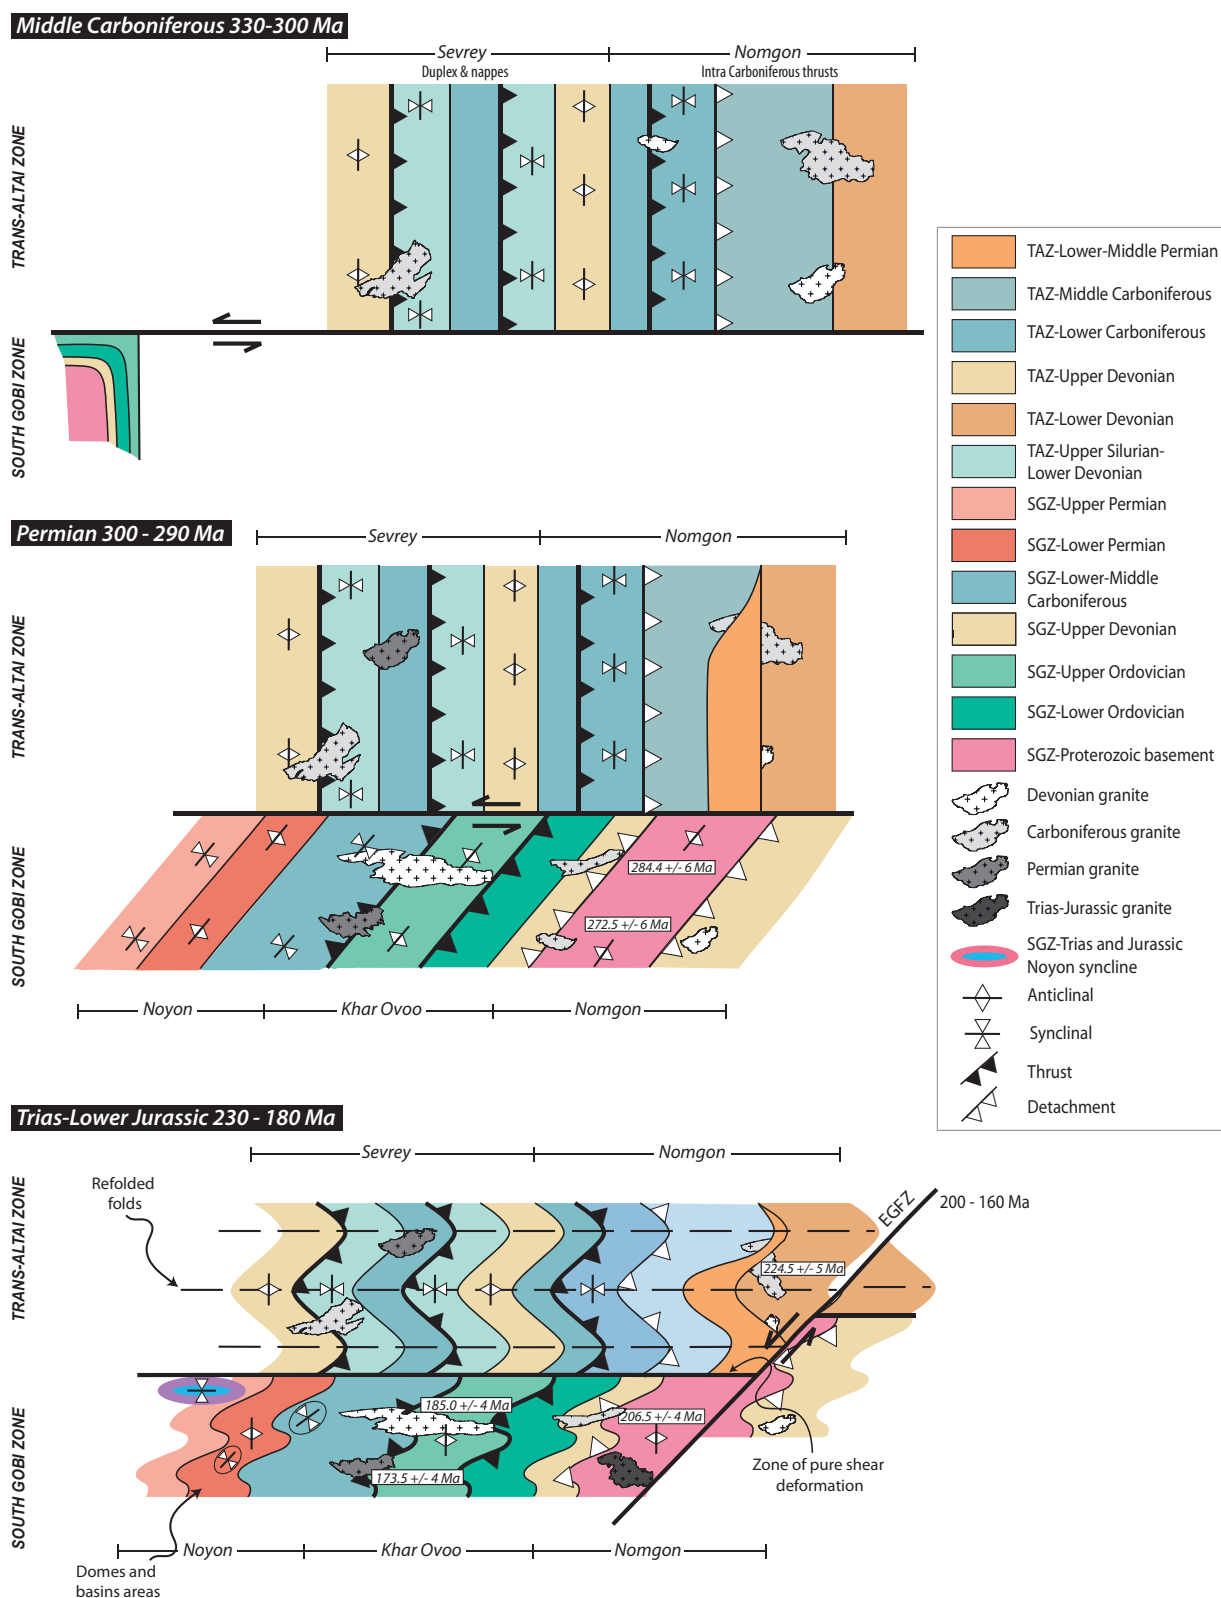 Middle Carboniferous 330-300 Ma
Sevrey
Nomgon
Duplex & nappes
Intra Carboniferous thrusts
TRANS-ALTAI ZONE
SOUTH GOBI ZONE
Permian 300 - 290 Ma
Sevrey
Nomgon
TRANS-ALTAI ZONE
SOUTH GOBI ZONE
284.4 +/- 6 Ma
272.5 +/- 6 Ma
Noyon
Khar Ovoo
Nomgon
TAZ-Lower-Middle Permian
TAZ-Middle Carboniferous
TAZ-Lower Carboniferous
TAZ-Upper Devonian
TAZ-Lower Devonian
TAZ-Upper Silurian-
Lower Devonian
SGZ-Upper Permian
SGZ-Lower Permian
SGZ-Lower-Middle
Carboniferous
SGZ-Upper Devonian
SGZ-Upper Ordovician
SGZ-Lower Ordovician
SGZ-Proterozoic basement
Devonian granite
Carboniferous granite
Permian granite
Trias-Jurassic granite
SGZ-Trias and Jurassic
Noyon syncline
Anticlinal
Synclinal
Thrust
Detachment
Trias-Lower Jurassic 230 - 180 Ma
Sevrey
Nomgon
Refolded
folds
EGFZ
200 - 160 Ma
TRANS-ALTAI ZONE
SOUTH GOBI ZONE
224.5 +/- 5 Ma
185.0 +/- 4 Ma
206.5 +/- 4 Ma
173.5 +/- 4 Ma
Zone of pure shear
deformation
Noyon
Khar Ovoo
Nomgon
Domes and
basins areas